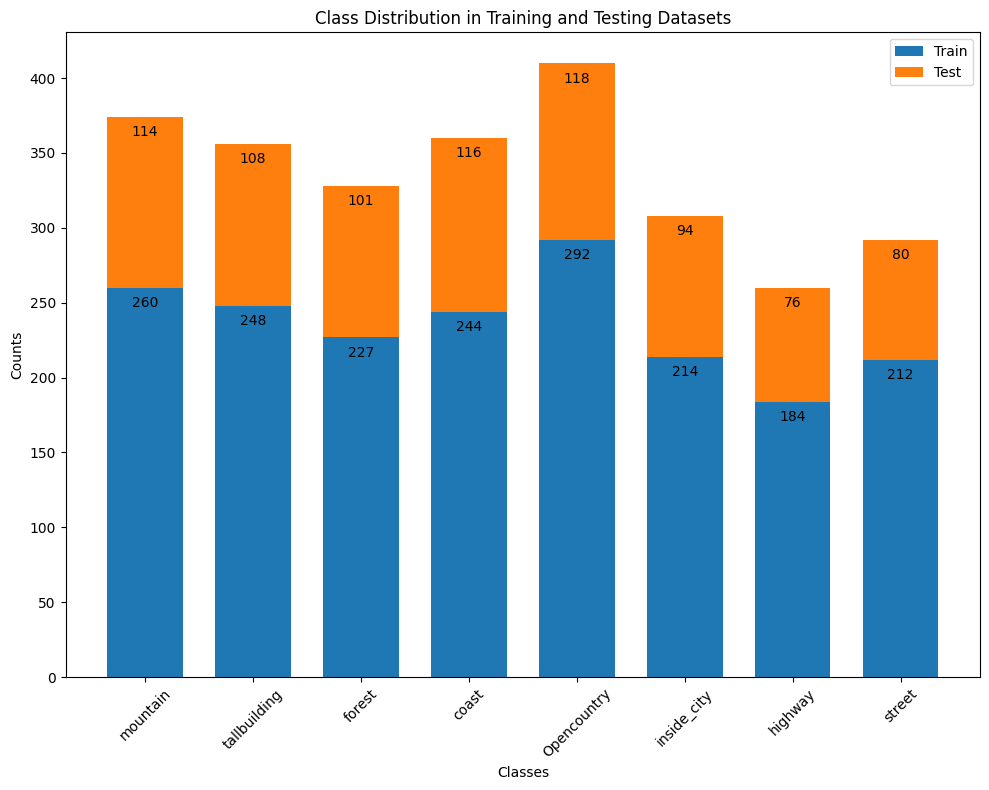 Class Distribution in Training and Testing Datasets
Train
Test
Counts
400
350
300
250
200
150
100
50
0
114
108
101
116
118
94
76
80
260
248
227
244
292
214
184
212
mountain
tallbuilding
forest
coast
Opencountry
inside_city
highway
street
Classes